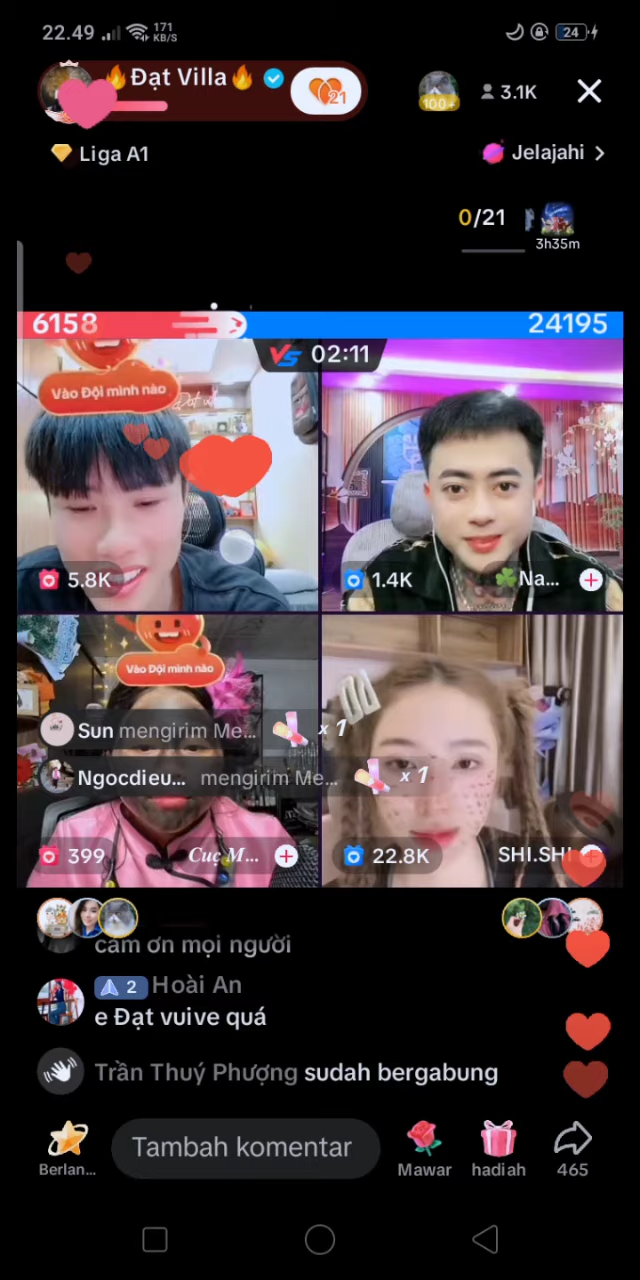 22.49
171
KB/S
24
🔥Đạt Villa🔥
21
100+
3.1K
Liga A1
Jelajahi
0/21
3h35m
6158
24195
VS 02:11
Vào Đội mình nào
5.8K
1.4K
Na...
Vào Đội mình nào
Sun mengirim Me... x 1
Ngocdieu... mengirim Me... x 1
399
Cuc M...
22.8K
SHI.SHI
cảm ơn mọi người
2 Hoài An
e Đạt vuive quá
Trần Thuý Phượng sudah bergabung
Berlan...
Tambah komentar
Mawar
hadiah
465